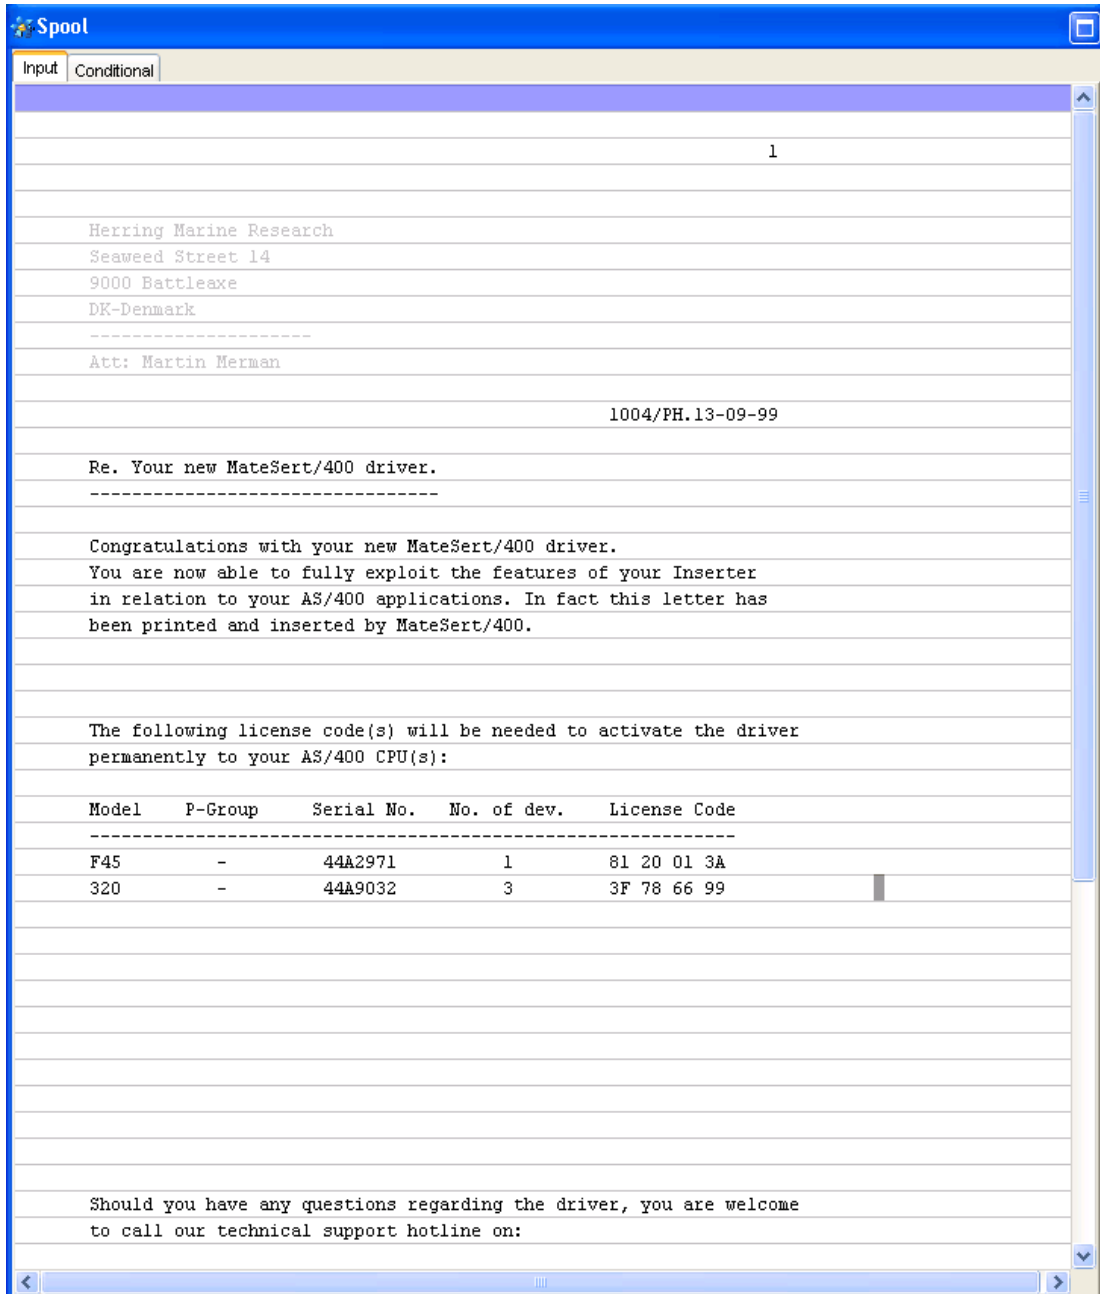 Spool
Input Conditional
1
Herring Marine Research
Seaweed Street 14
9000 Battleaxe
DK-Denmark
---------------------
Att: Martin Merman
1004/PH.13-09-99
Re. Your new MateSert/400 driver.
---------------------------------
Congratulations with your new MateSert/400 driver.
You are now able to fully exploit the features of your Inserter
in relation to your AS/400 applications. In fact this letter has
been printed and inserted by MateSert/400.
The following license code(s) will be needed to activate the driver
permanently to your AS/400 CPU(s):
Model P-Group Serial No. No. of dev. License Code
-------------------------------------------------------------
F45 - 44A2971 1 81 20 01 3A
320 - 44A9032 3 3F 78 66 99
Should you have any questions regarding the driver, you are welcome
to call our technical support hotline on: